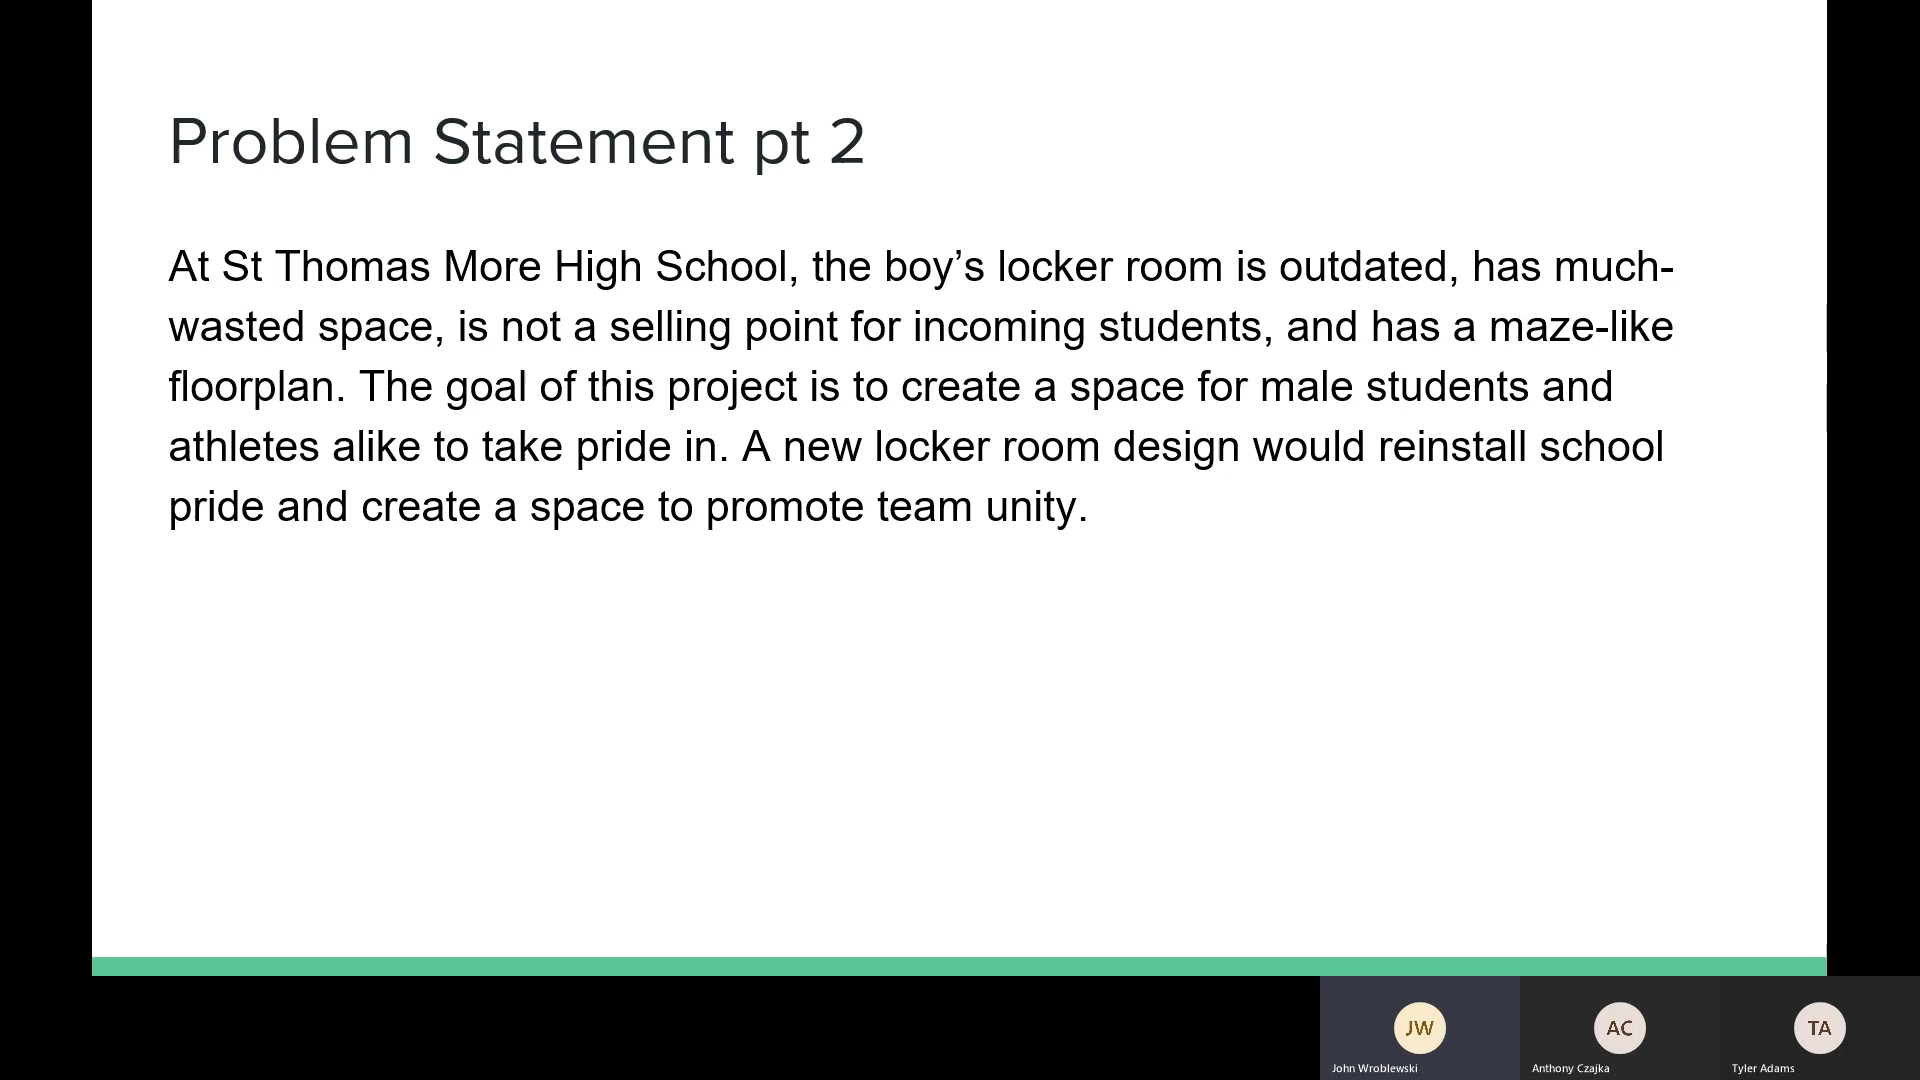 Problem Statement pt 2
At St Thomas More High School, the boy’s locker room is outdated, has much-
wasted space, is not a selling point for incoming students, and has a maze-like
floorplan. The goal of this project is to create a space for male students and
athletes alike to take pride in. A new locker room design would reinstall school
pride and create a space to promote team unity.
JW
AC
TA
John Wroblewski
Anthony Czajka
Tyler Adams